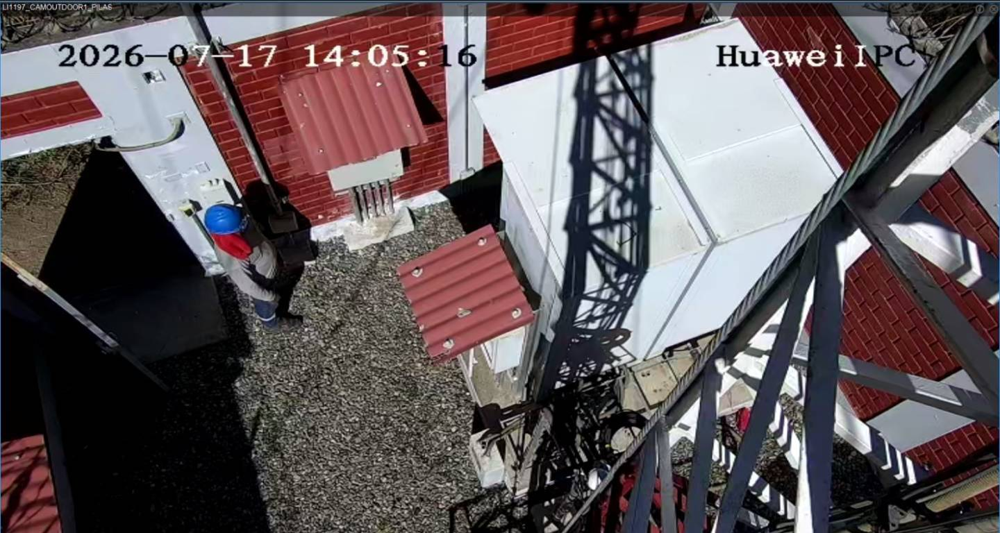 LI1197_CAMOUTDOOR1_PILAS
2026-07-17 14:05:16
HuaweiIPC